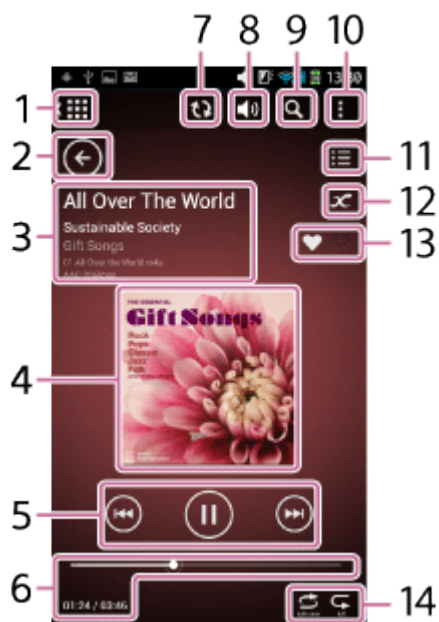 7 8 9 10
13:30
1
2
11
All Over The World
12
Sustainable Society
3
13
Gift Songs
01 All Over the World.m4a
THE ESSENTIAL
Gift Songs
Rock
Pops
Classic
Jazz
Folk
4
5
6
01:24 / 03:46
14